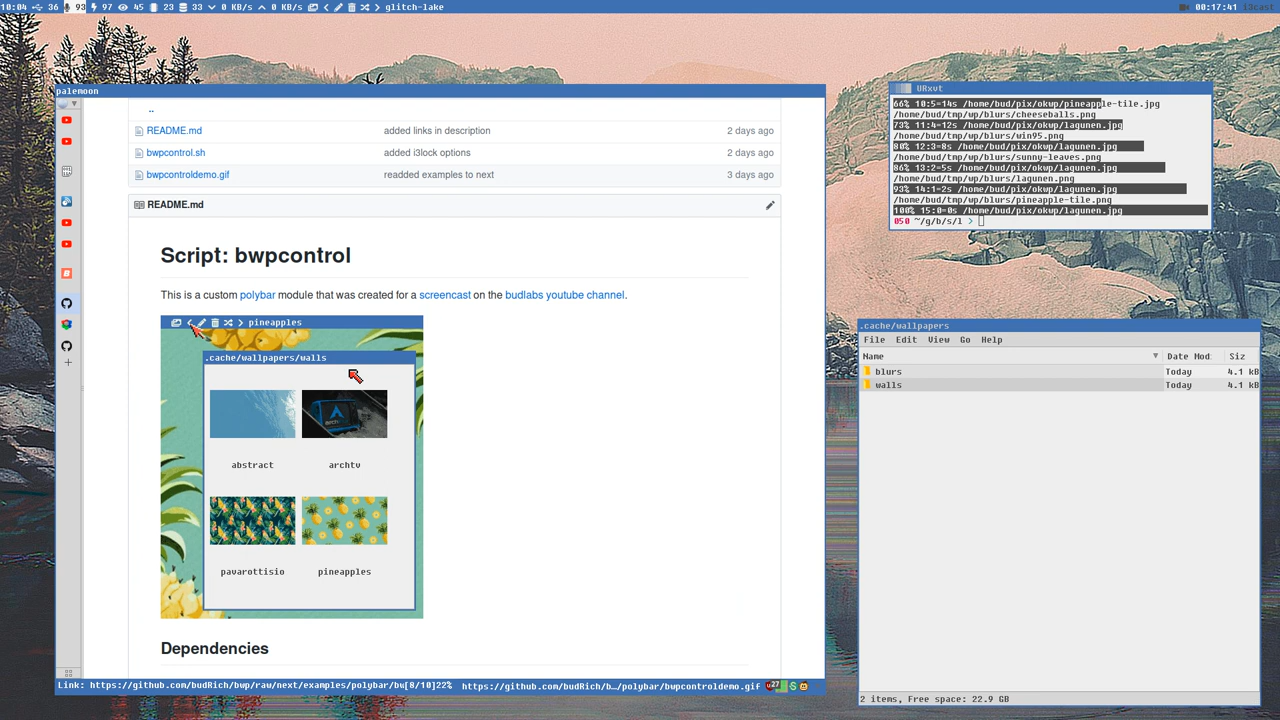 10:04 36 93 97 45 23 33 0 KB/s 0 KB/s glitch-lake 00:17:41 i3cast
palemoon
..
README.md added links in description 2 days ago
bwpcontrol.sh added i3lock options 2 days ago
bwpcontroldemo.gif readded examples to next 3 days ago
README.md
Script: bwpcontrol
This is a custom polybar module that was created for a screencast on the budlabs youtube channel.
pineapples
.cache/wallpapers/walls
abstract archtv
pavarottisio pineapples
Dependencies
Link: https://github.com/budRich/bwp/raw/next/examples/polybar/bw[8/10]22% https://github.com/budRich/b…/polybar/bwpcontroldemo.gif 27
URxvt
66% 10:5=14s /home/bud/pix/okwp/pineapple-tile.jpg
/home/bud/tmp/wp/blurs/cheeseballs.png
73% 11:4=12s /home/bud/pix/okwp/lagunen.jpg
/home/bud/tmp/wp/blurs/win95.png
80% 12:3=8s /home/bud/pix/okwp/lagunen.jpg
/home/bud/tmp/wp/blurs/sunny-leaves.png
86% 13:2=5s /home/bud/pix/okwp/lagunen.jpg
/home/bud/tmp/wp/blurs/lagunen.png
93% 14:1=2s /home/bud/pix/okwp/lagunen.jpg
/home/bud/tmp/wp/blurs/pineapple-tile.png
100% 15:0=0s /home/bud/pix/okwp/lagunen.jpg
050 ~/g/b/s/l >
.cache/wallpapers
File Edit View Go Help
Name Date Mod Siz
blurs Today 4.1 kB
walls Today 4.1 kB
2 items, Free space: 22.9 GB